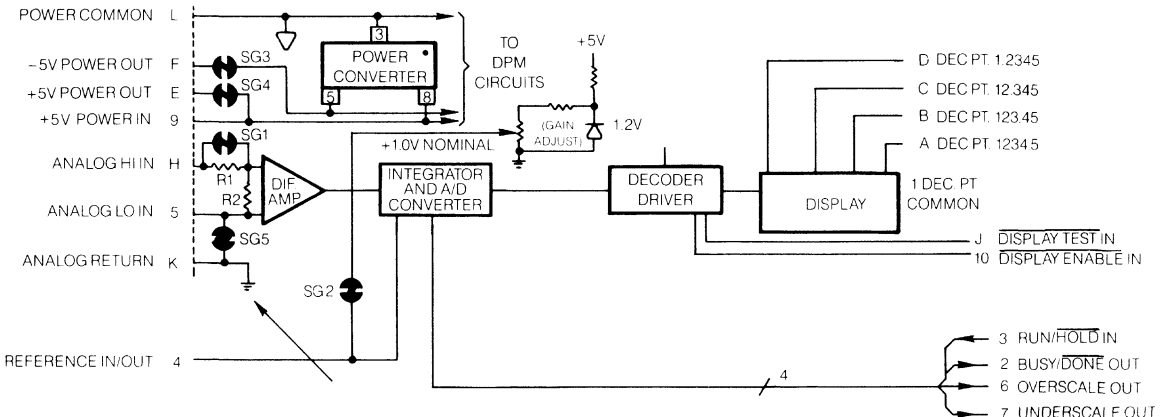 POWER COMMON L
−5V POWER OUT F
+5V POWER OUT E
+5V POWER IN 9
ANALOG HI IN H
ANALOG LO IN 5
ANALOG RETURN K
REFERENCE IN/OUT 4
SG3
SG4
SG1
R1
R2
SG5
DIF.
AMP
3
POWER
CONVERTER
5
8
TO
DPM
CIRCUITS
+5V
(GAIN
ADJUST)
1.2V
+1.0V NOMINAL
INTEGRATOR
AND A/D
CONVERTER
SG2
DECODER
DRIVER
DISPLAY
D DEC PT. 1.2345
C DEC PT. 12.345
B DEC PT. 123.45
A DEC PT. 1234.5
1 DEC. PT
COMMON
J DISPLAY TEST IN
10 DISPLAY ENABLE IN
4
3 RUN/HOLD IN
2 BUSY/DONE OUT
6 OVERSCALE OUT
7 UNDERSCALE OUT